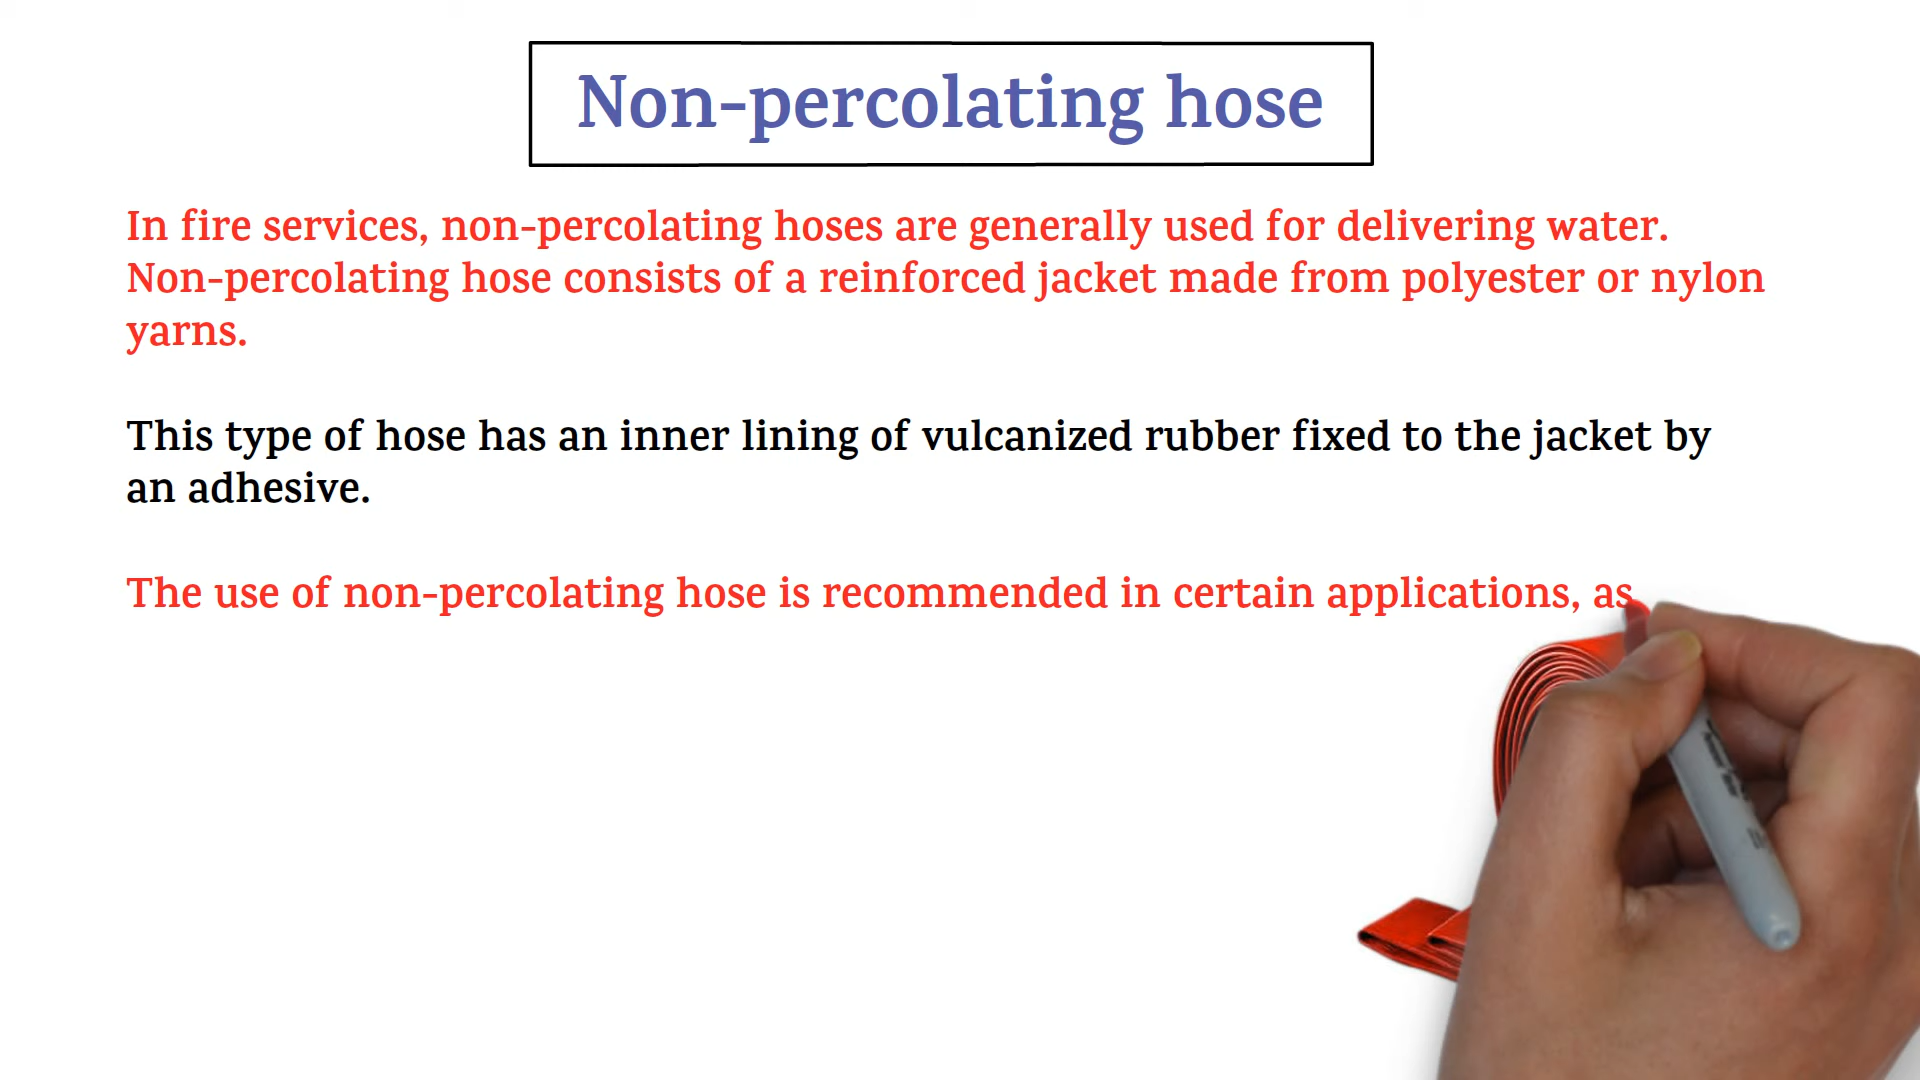 Non-percolating hose
In fire services, non-percolating hoses are generally used for delivering water.
Non-percolating hose consists of a reinforced jacket made from polyester or nylon
yarns.
This type of hose has an inner lining of vulcanized rubber fixed to the jacket by
an adhesive.
The use of non-percolating hose is recommended in certain applications, as